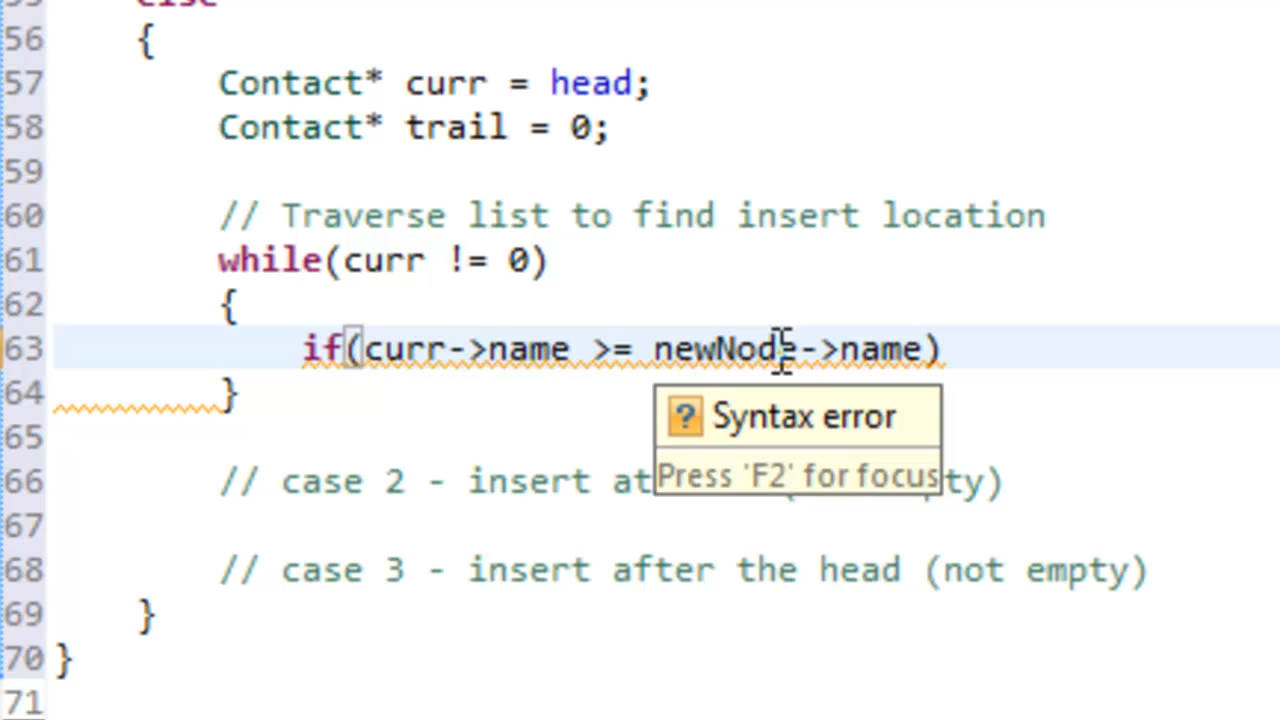 else
56 {
57 Contact* curr = head;
58 Contact* trail = 0;
59
60 // Traverse list to find insert location
61 while(curr != 0)
62 {
63 if(curr->name >= newNode->name)
64 }
65
66 // case 2 - insert at ty)
67
68 // case 3 - insert after the head (not empty)
69 }
70 }
71
? Syntax error
Press 'F2' for focus